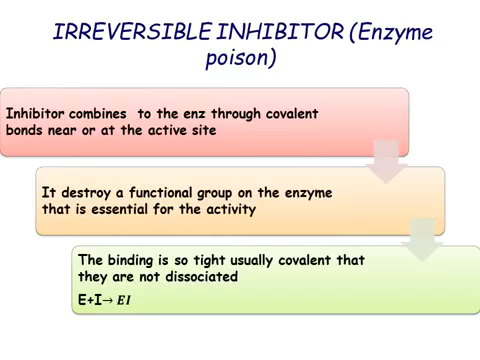 IRREVERSIBLE INHIBITOR (Enzyme
poison)
Inhibitor combines to the enz through covalent
bonds near or at the active site
It destroy a functional group on the enzyme
that is essential for the activity
The binding is so tight usually covalent that
they are not dissociated
E+I→ EI